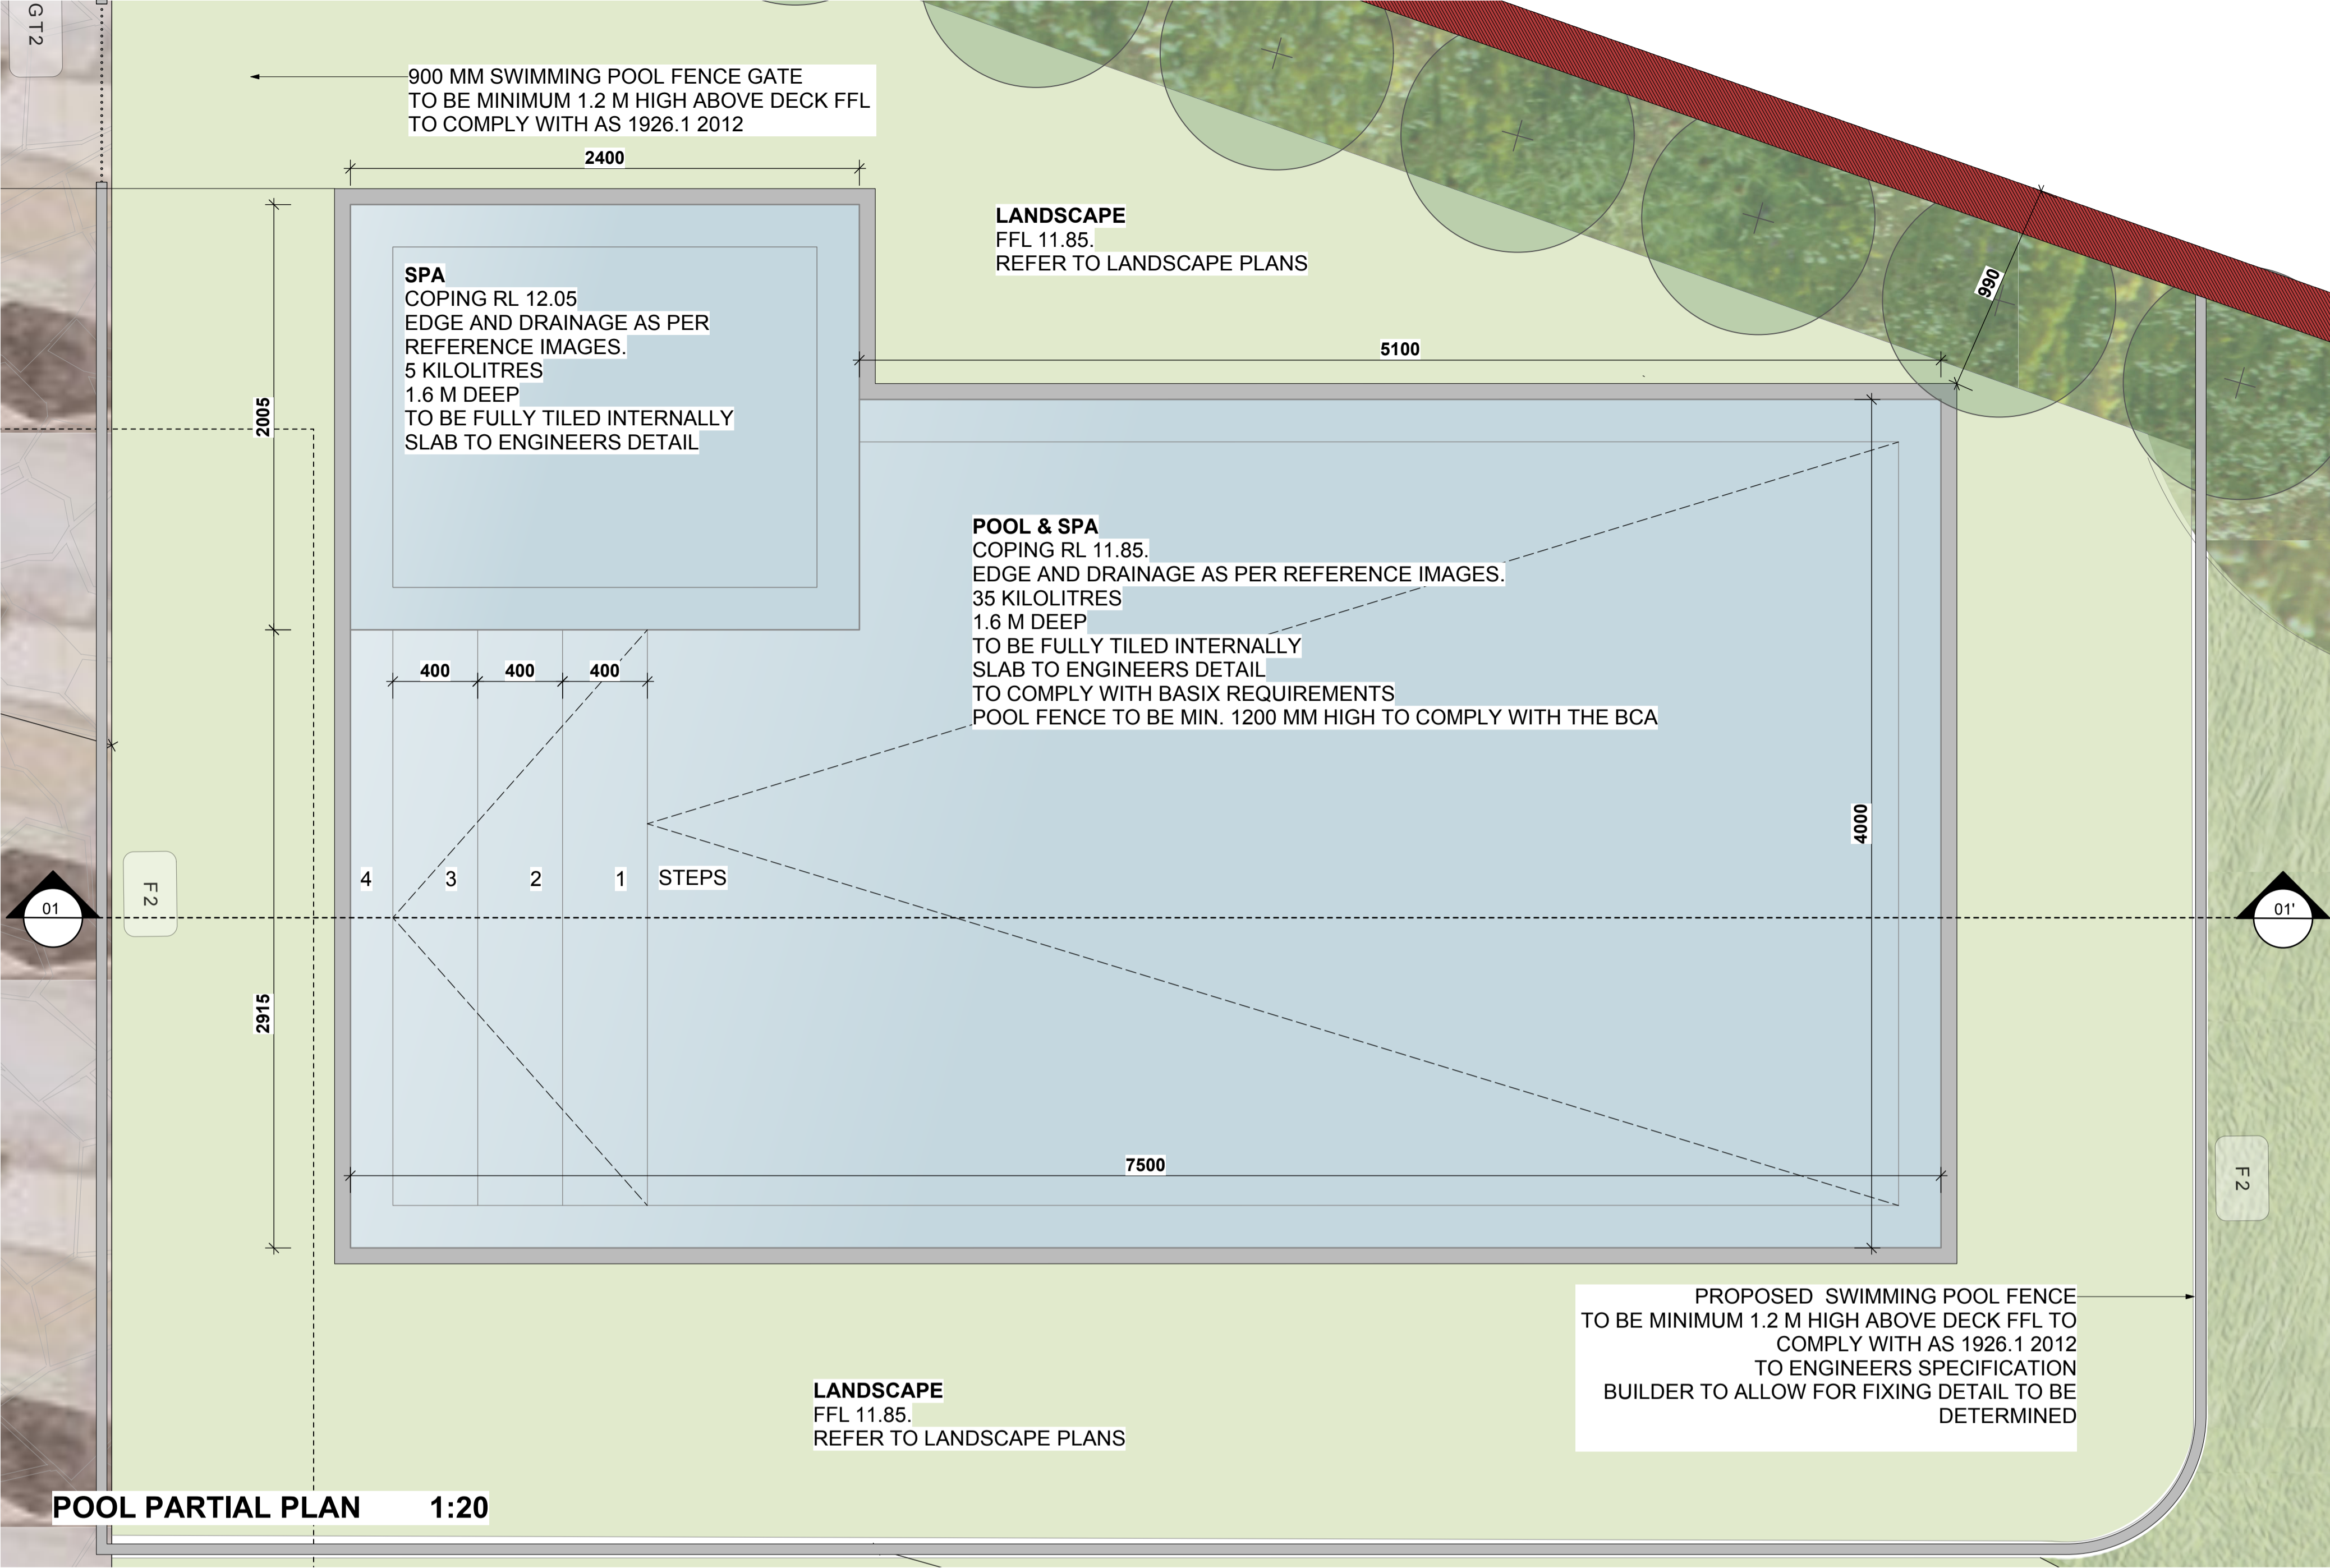 GT2
900 MM SWIMMING POOL FENCE GATE
TO BE MINIMUM 1.2 M HIGH ABOVE DECK FFL
TO COMPLY WITH AS 1926.1 2012
2400
LANDSCAPE
FFL 11.85.
REFER TO LANDSCAPE PLANS
990
SPA
COPING RL 12.05
EDGE AND DRAINAGE AS PER
REFERENCE IMAGES.
5 KILOLITRES
1.6 M DEEP
TO BE FULLY TILED INTERNALLY
SLAB TO ENGINEERS DETAIL
5100
2005
POOL & SPA
COPING RL 11.85.
EDGE AND DRAINAGE AS PER REFERENCE IMAGES.
35 KILOLITRES
1.6 M DEEP
TO BE FULLY TILED INTERNALLY
SLAB TO ENGINEERS DETAIL
TO COMPLY WITH BASIX REQUIREMENTS
POOL FENCE TO BE MIN. 1200 MM HIGH TO COMPLY WITH THE BCA
400 400 400
4000
4 3 2 1 STEPS
F2
01
01'
2915
7500
F2
PROPOSED SWIMMING POOL FENCE
TO BE MINIMUM 1.2 M HIGH ABOVE DECK FFL TO
COMPLY WITH AS 1926.1 2012
TO ENGINEERS SPECIFICATION
BUILDER TO ALLOW FOR FIXING DETAIL TO BE
DETERMINED
LANDSCAPE
FFL 11.85.
REFER TO LANDSCAPE PLANS
POOL PARTIAL PLAN 1:20